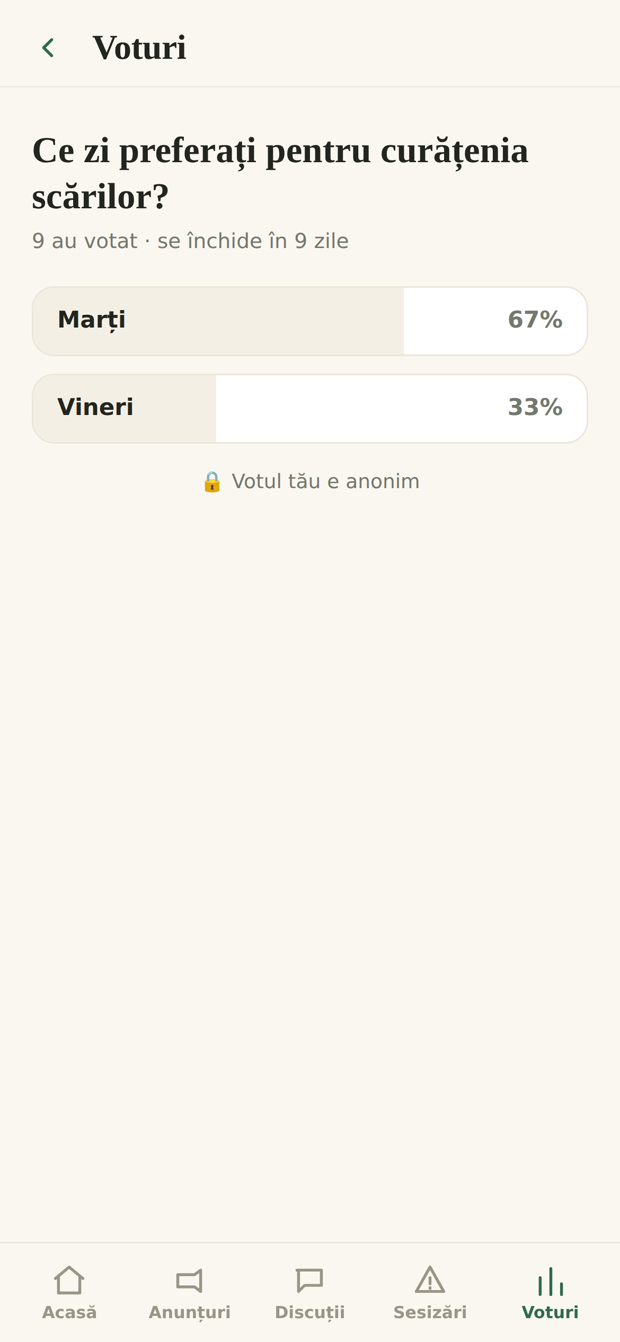 Voturi
Ce zi preferați pentru curățenia
scărilor?
9 au votat · se închide în 9 zile
Marți 67%
Vineri 33%
🔒 Votul tău e anonim
Acasă Anunțuri Discuții Sesizări Voturi